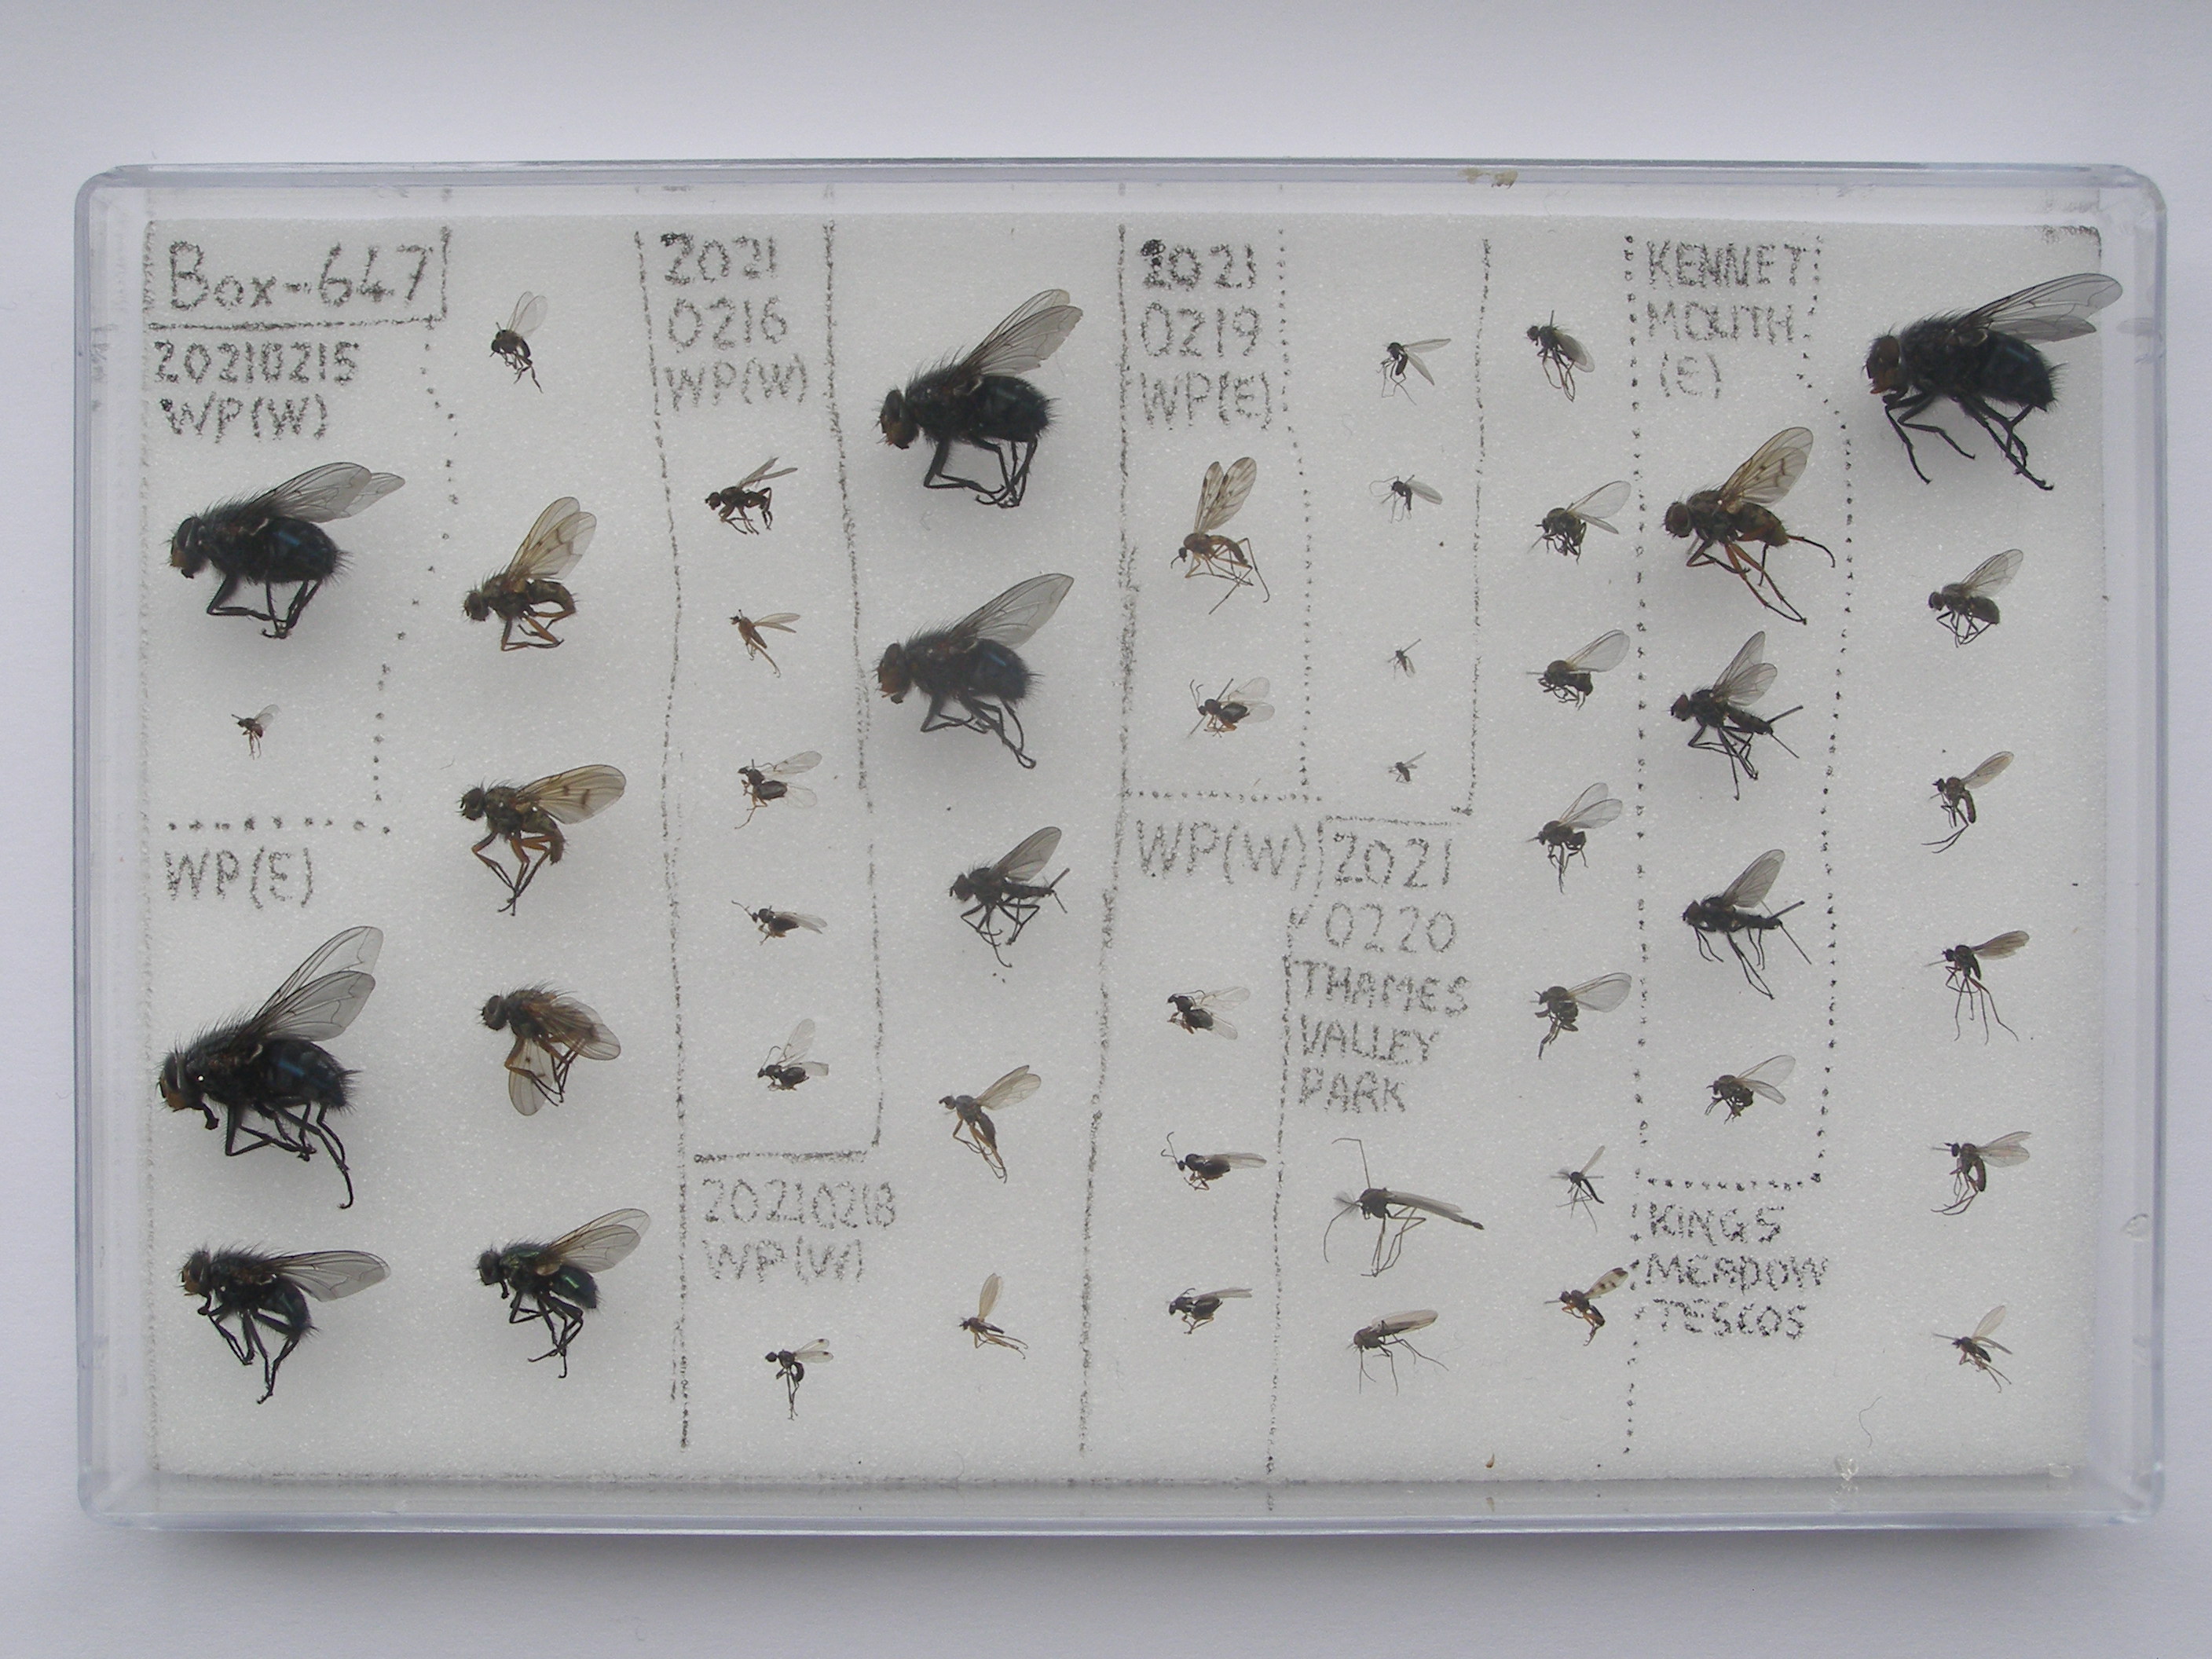 Box-647
20210215
WP(W)
WP(E)
2021
0216
WP(W)
20210218
WP(W)
2021
0219
WP(E)
WP(W)
2021
0220
THAMES
VALLEY
PARK
KENNET
MOUTH
(E)
KINGS
MEADOW
TESCOS